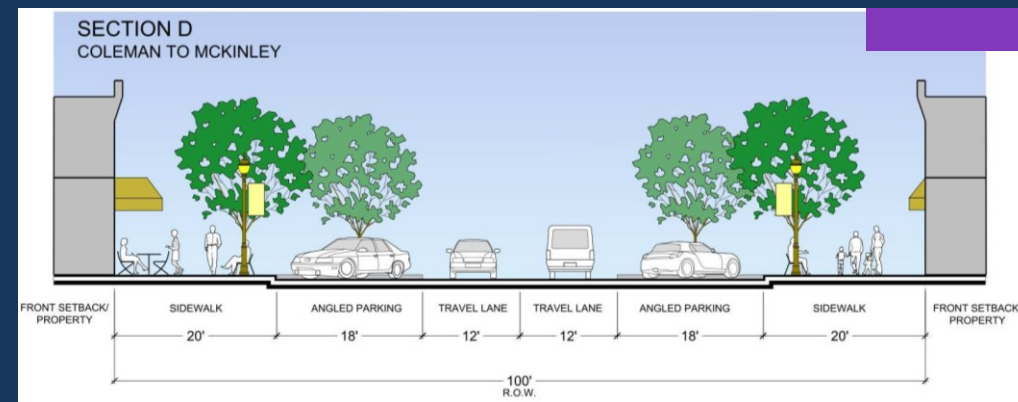 SECTION D
COLEMAN TO MCKINLEY
FRONT SETBACK/
PROPERTY
SIDEWALK
ANGLED PARKING
TRAVEL LANE
TRAVEL LANE
ANGLED PARKING
SIDEWALK
FRONT SETBACK
PROPERTY
20'
18'
12'
12'
18'
20'
100'
R.O.W.